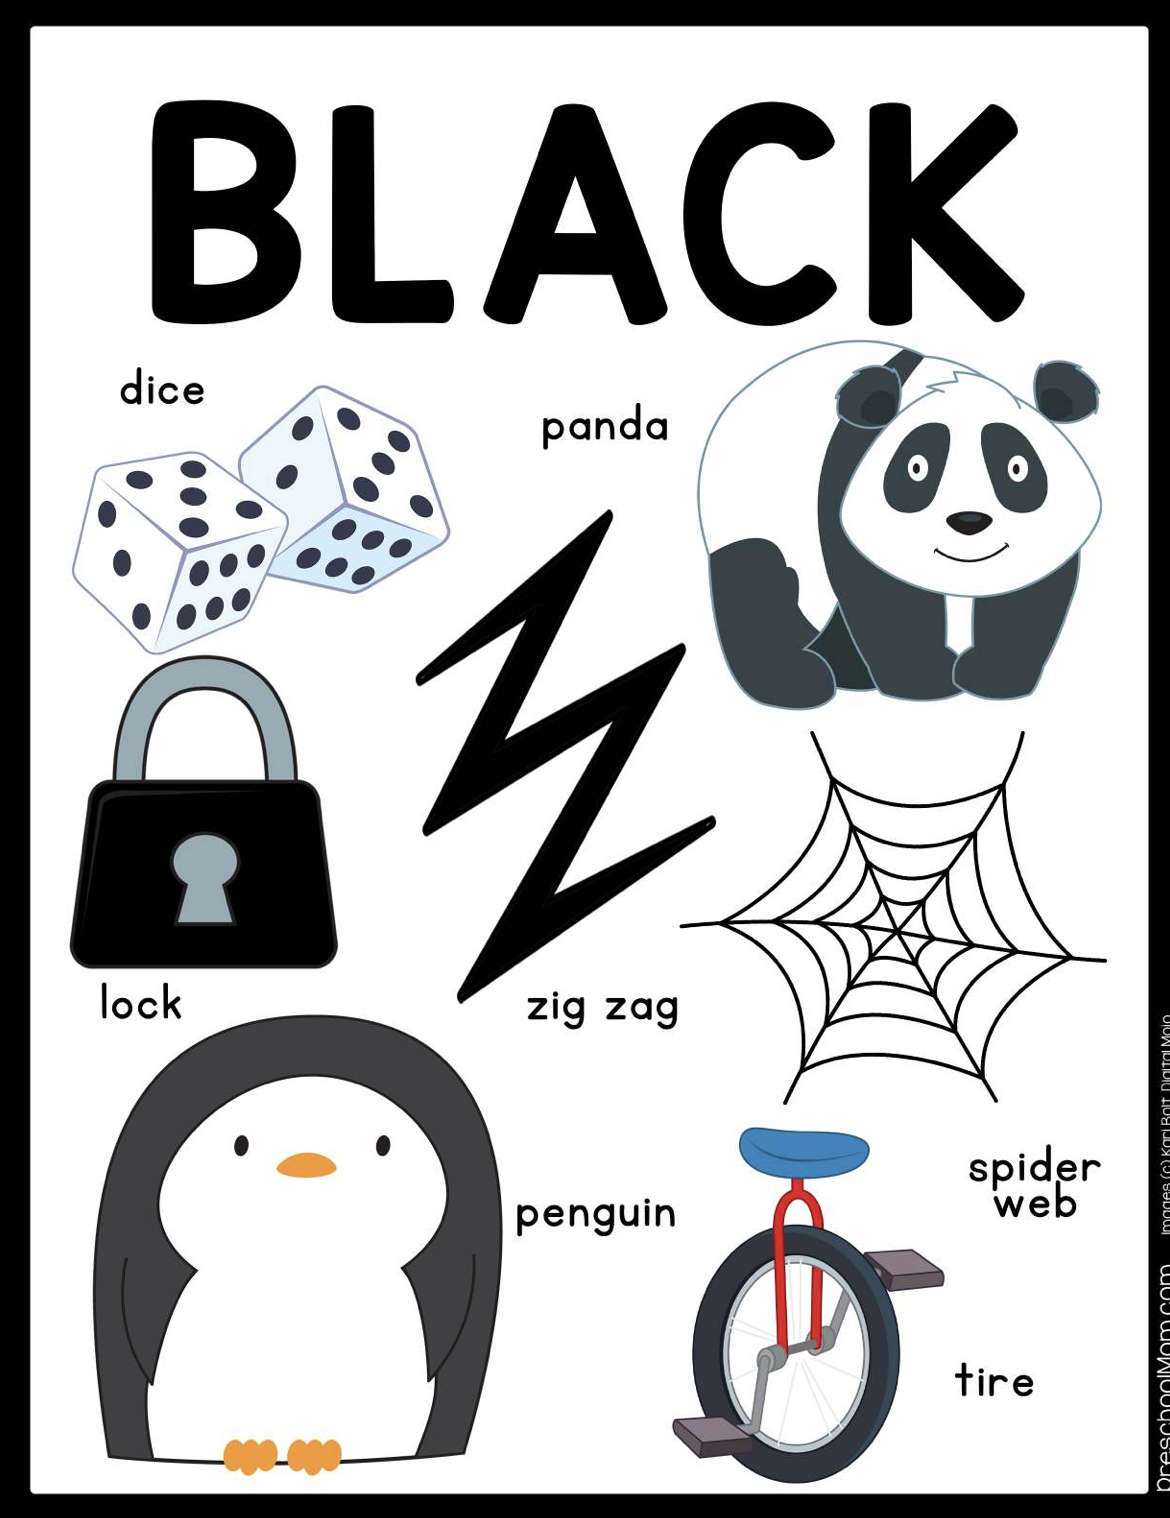 BLACK
dice
panda
lock
zig zag
penguin
spider
web
tire
preschoolMom.com
Images (c) Kari Bolt, Digital Mojo